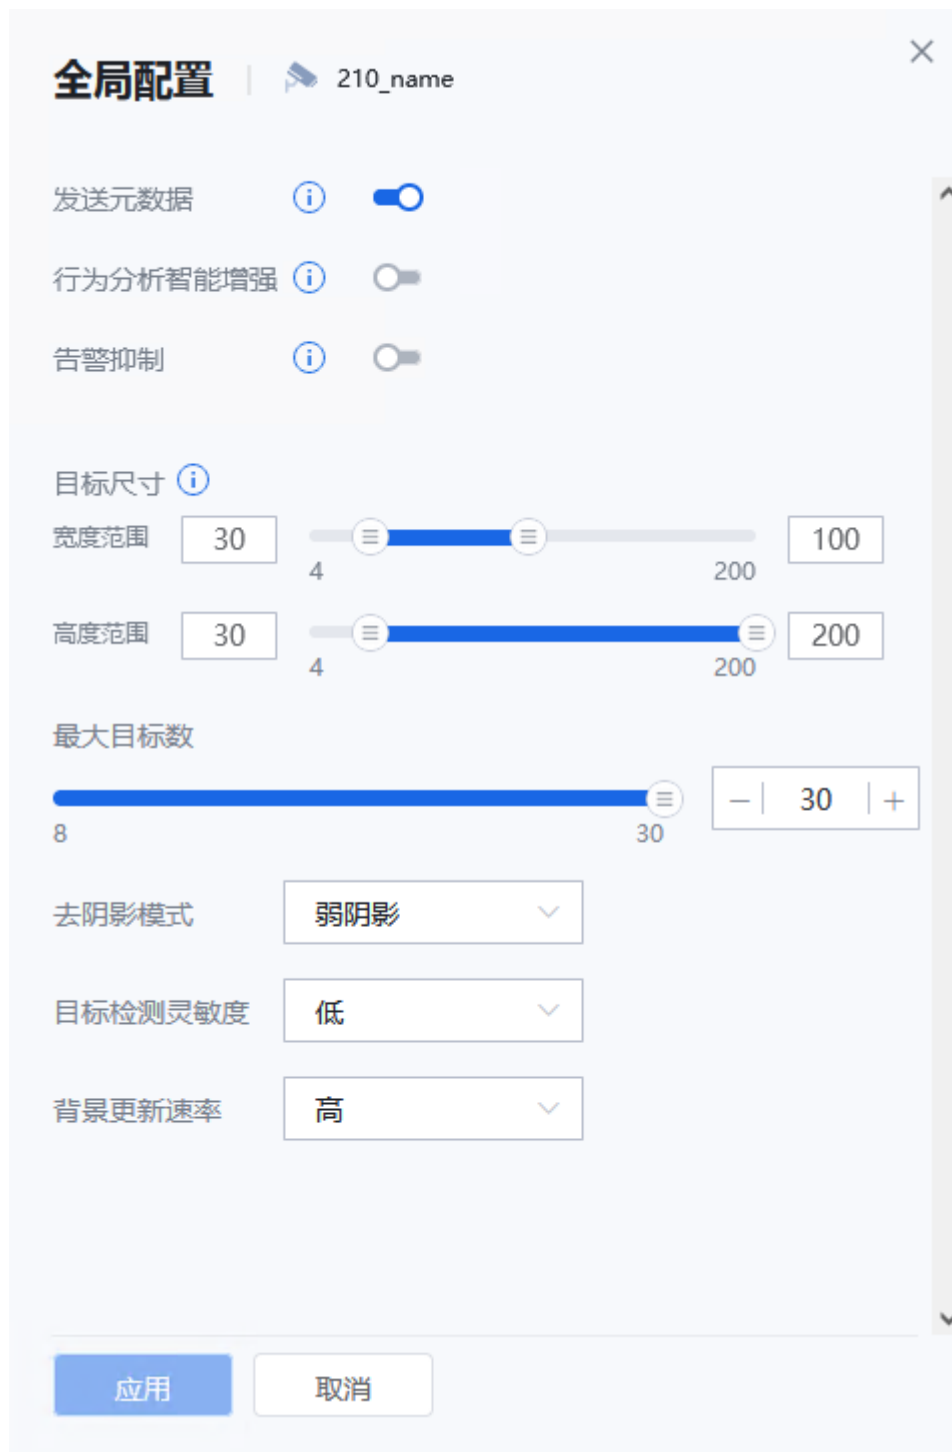 全局配置 210_name
发送元数据
行为分析智能增强
告警抑制
目标尺寸
宽度范围 30 100
4 200
高度范围 30 200
4 200
最大目标数
30
8 30
去阴影模式 弱阴影
目标检测灵敏度 低
背景更新速率 高
应用 取消